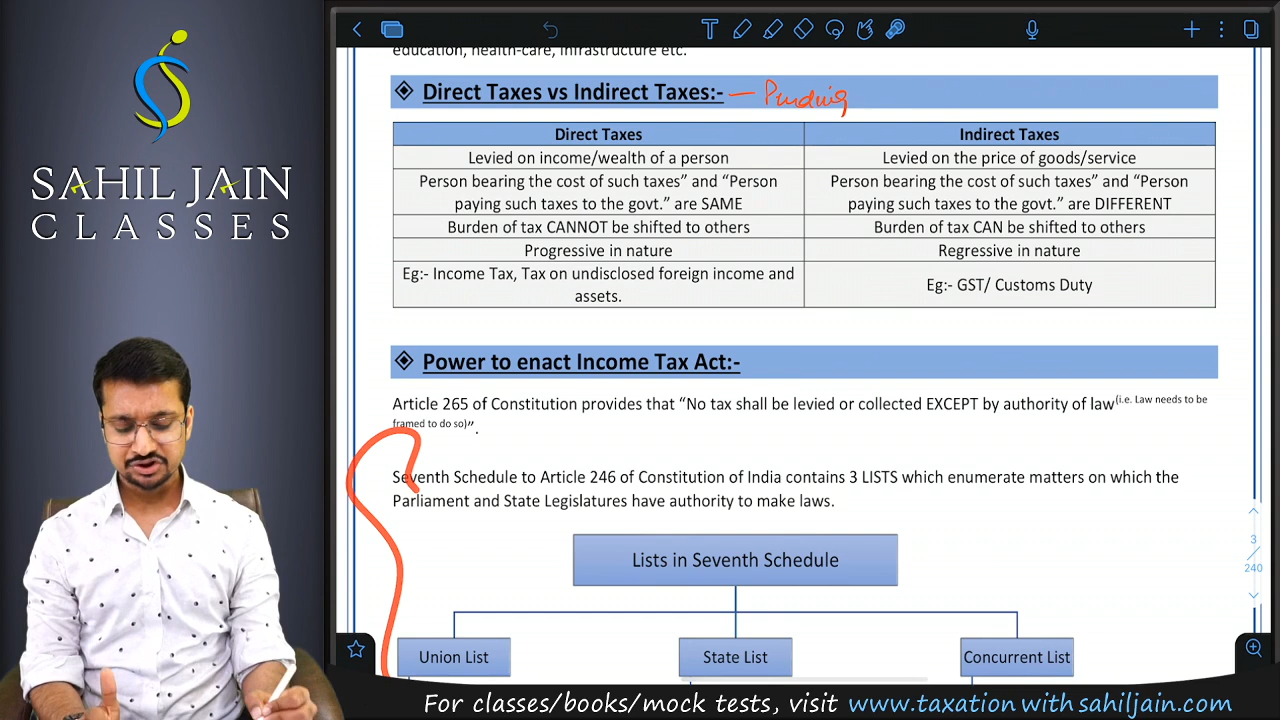 SAHIL JAIN
CLASSES
education, health-care, infrastructure etc.
Direct Taxes vs Indirect Taxes:- — Pending
Direct Taxes
Indirect Taxes
Levied on income/wealth of a person
Levied on the price of goods/service
Person bearing the cost of such taxes” and “Person
paying such taxes to the govt.” are SAME
Person bearing the cost of such taxes” and “Person
paying such taxes to the govt.” are DIFFERENT
Burden of tax CANNOT be shifted to others
Burden of tax CAN be shifted to others
Progressive in nature
Regressive in nature
Eg:- Income Tax, Tax on undisclosed foreign income and
assets.
Eg:- GST/ Customs Duty
Power to enact Income Tax Act:-
Article 265 of Constitution provides that “No tax shall be levied or collected EXCEPT by authority of law(i.e. Law needs to be
framed to do so)”.
Seventh Schedule to Article 246 of Constitution of India contains 3 LISTS which enumerate matters on which the
Parliament and State Legislatures have authority to make laws.
Lists in Seventh Schedule
Union List
State List
Concurrent List
3
/
240
For classes/books/mock tests, visit www.taxationwithsahiljain.com